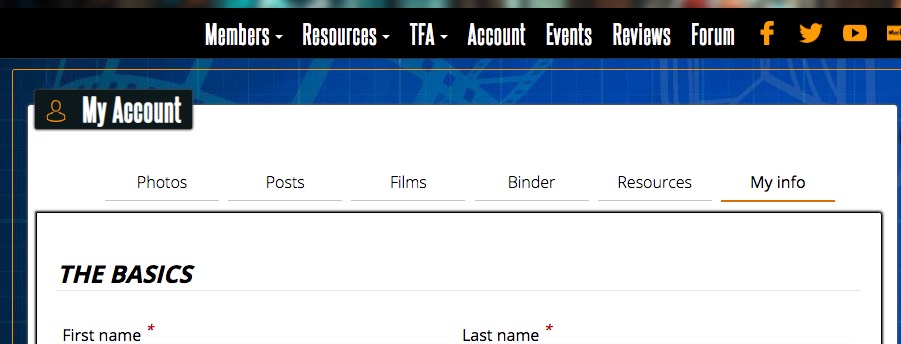 Members Resources TFA Account Events Reviews Forum
My Account
Photos Posts Films Binder Resources My info
THE BASICS
First name * Last name *